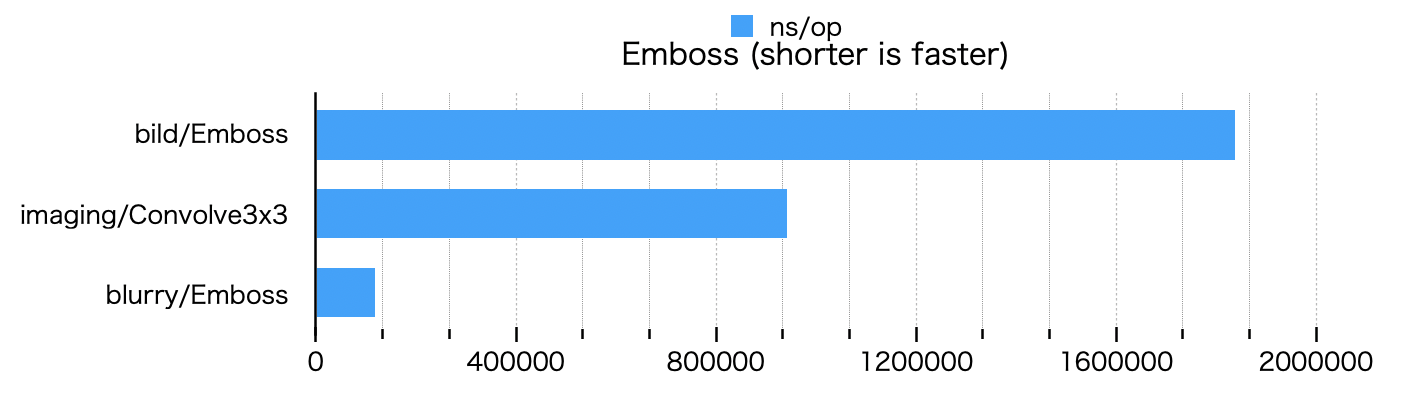 ns/op
Emboss (shorter is faster)
bild/Emboss
imaging/Convolve3x3
blurry/Emboss
0 400000 800000 1200000 1600000 2000000